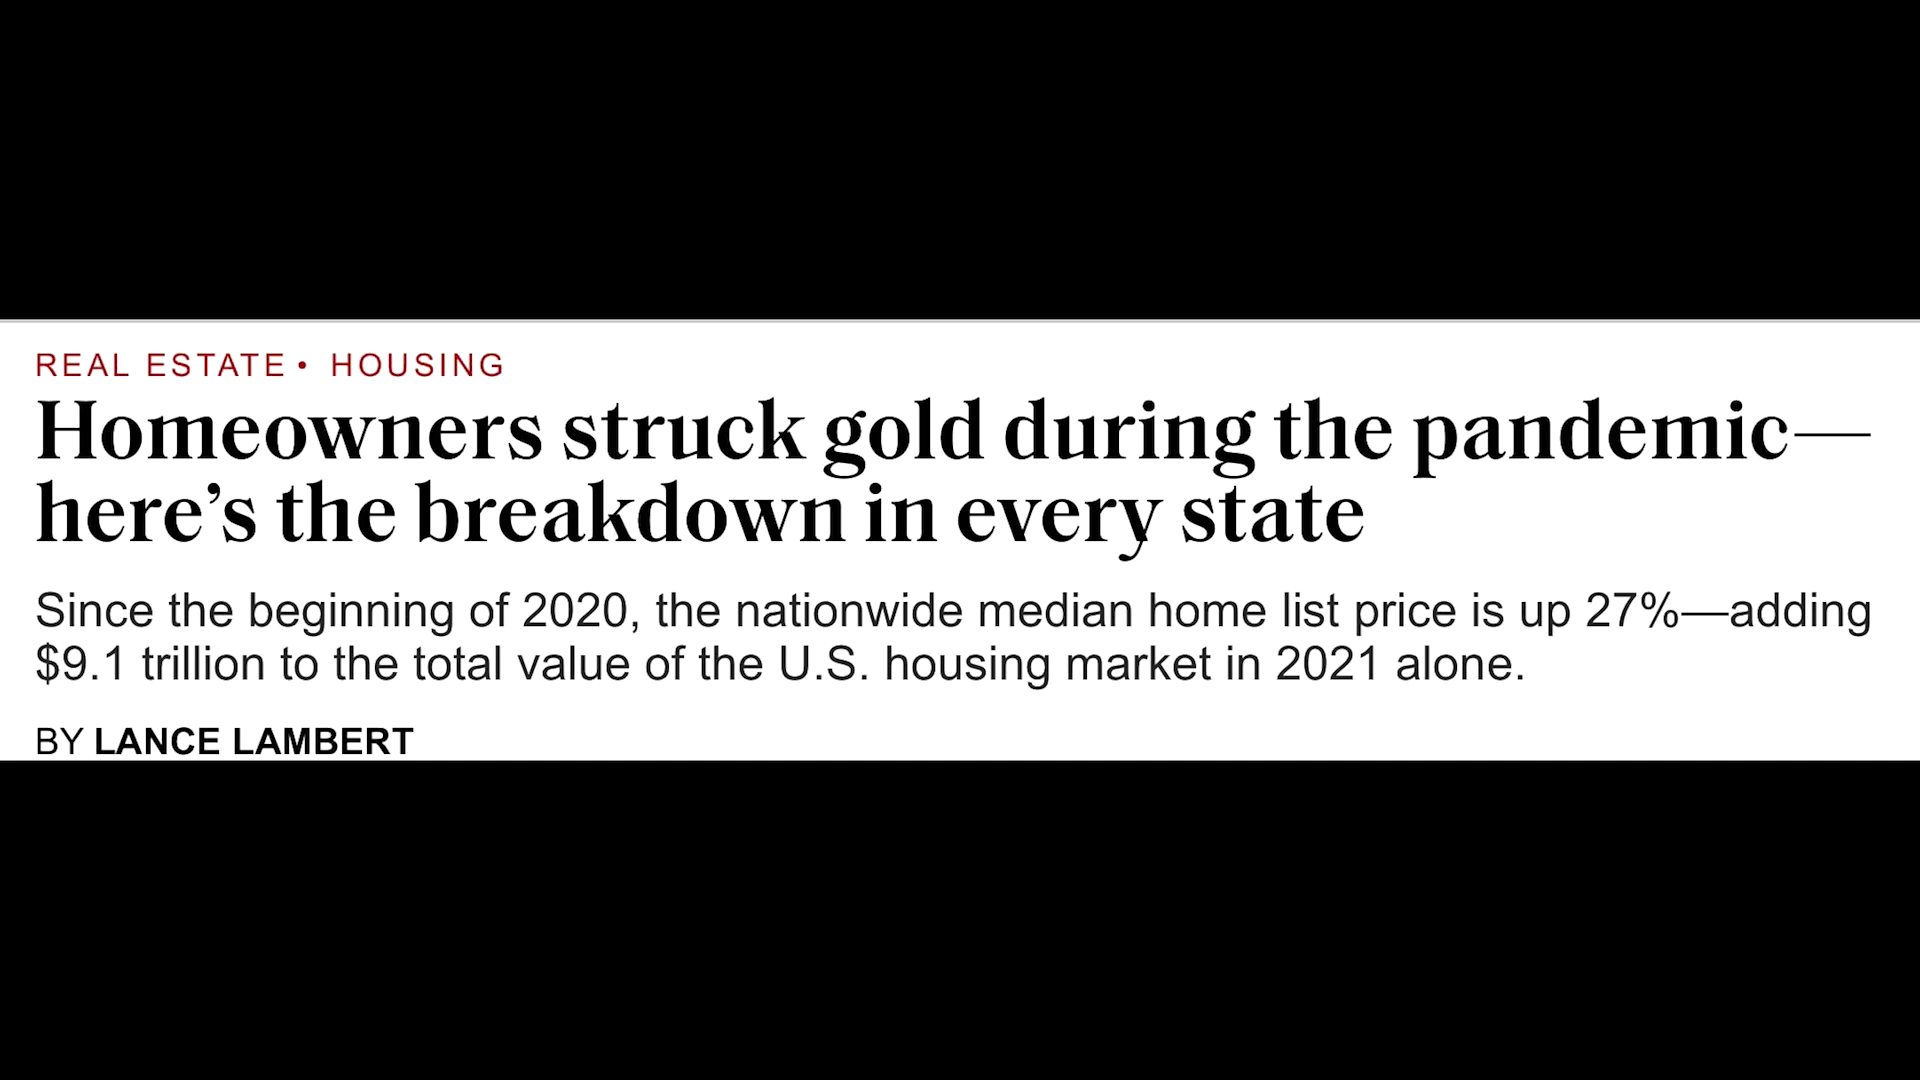 REAL ESTATE • HOUSING
Homeowners struck gold during the pandemic—
here’s the breakdown in every state
Since the beginning of 2020, the nationwide median home list price is up 27%—adding
$9.1 trillion to the total value of the U.S. housing market in 2021 alone.
BY LANCE LAMBERT